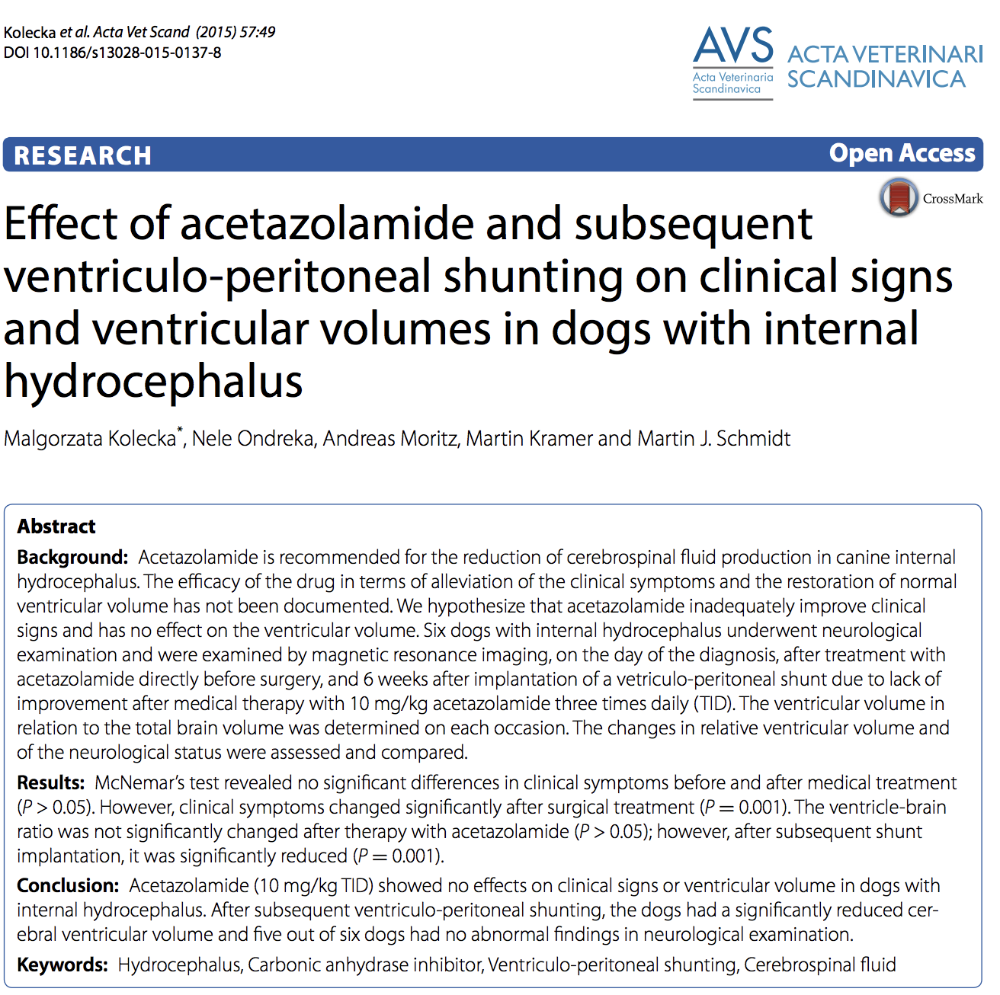 Kolecka et al. Acta Vet Scand (2015) 57:49
DOI 10.1186/s13028-015-0137-8
AVS
Acta Veterinaria
Scandinavica
ACTA VETERINARI
SCANDINAVICA
RESEARCH
Open Access
CrossMark
Effect of acetazolamide and subsequent
ventriculo-peritoneal shunting on clinical signs
and ventricular volumes in dogs with internal
hydrocephalus
Malgorzata Kolecka*, Nele Ondreka, Andreas Moritz, Martin Kramer and Martin J. Schmidt
Abstract
Background: Acetazolamide is recommended for the reduction of cerebrospinal fluid production in canine internal
hydrocephalus. The efficacy of the drug in terms of alleviation of the clinical symptoms and the restoration of normal
ventricular volume has not been documented. We hypothesize that acetazolamide inadequately improve clinical
signs and has no effect on the ventricular volume. Six dogs with internal hydrocephalus underwent neurological
examination and were examined by magnetic resonance imaging, on the day of the diagnosis, after treatment with
acetazolamide directly before surgery, and 6 weeks after implantation of a vetriculo-peritoneal shunt due to lack of
improvement after medical therapy with 10 mg/kg acetazolamide three times daily (TID). The ventricular volume in
relation to the total brain volume was determined on each occasion. The changes in relative ventricular volume and
of the neurological status were assessed and compared.
Results: McNemar's test revealed no significant differences in clinical symptoms before and after medical treatment
(P > 0.05). However, clinical symptoms changed significantly after surgical treatment (P = 0.001). The ventricle-brain
ratio was not significantly changed after therapy with acetazolamide (P > 0.05); however, after subsequent shunt
implantation, it was significantly reduced (P = 0.001).
Conclusion: Acetazolamide (10 mg/kg TID) showed no effects on clinical signs or ventricular volume in dogs with
internal hydrocephalus. After subsequent ventriculo-peritoneal shunting, the dogs had a significantly reduced cer-
ebral ventricular volume and five out of six dogs had no abnormal findings in neurological examination.
Keywords: Hydrocephalus, Carbonic anhydrase inhibitor, Ventriculo-peritoneal shunting, Cerebrospinal fluid